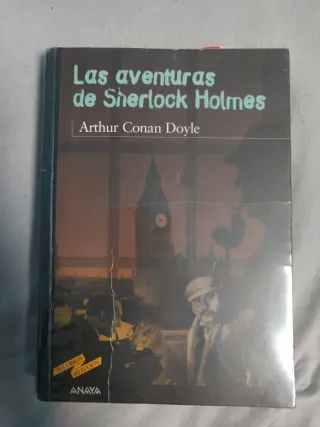 Las aventuras
de Sherlock Holmes
Arthur Conan Doyle
ANAYA